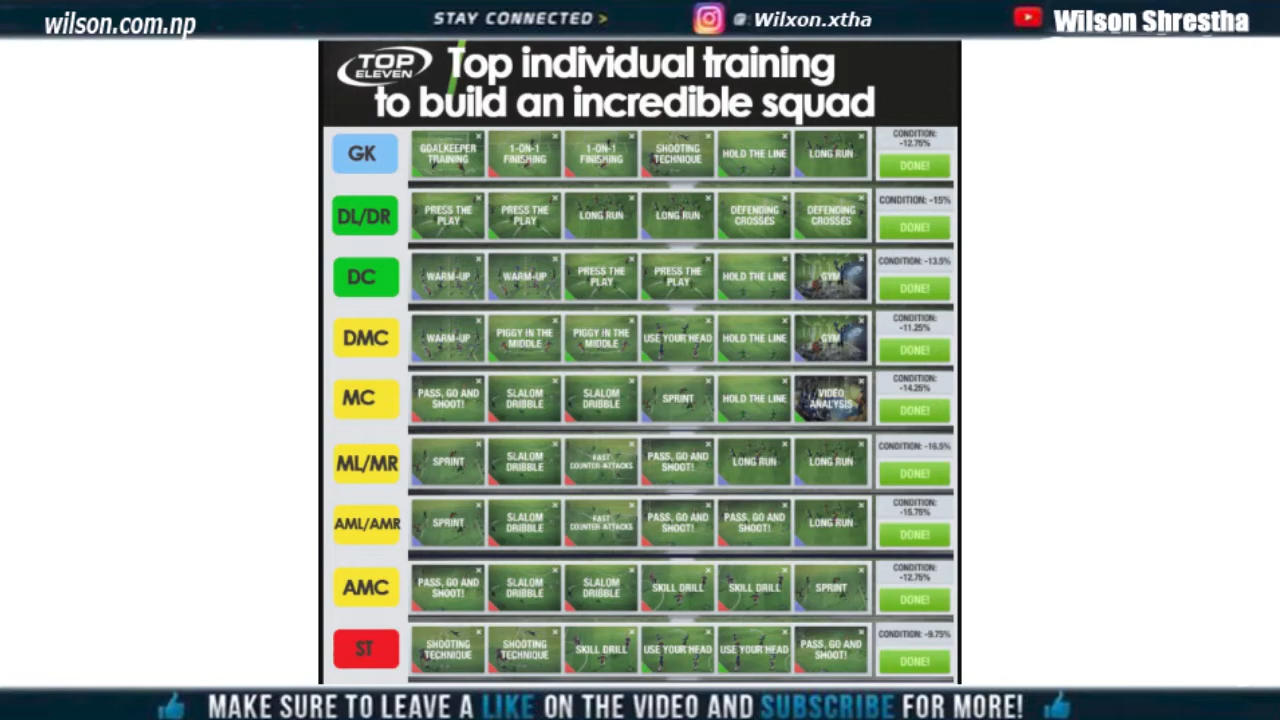 wilson.com.np
STAY CONNECTED >
@ Wilxon.xtha
Wilson Shrestha
TOP ELEVEN
Top individual training
to build an incredible squad
GK
GOALKEEPER TRAINING
1-ON-1 FINISHING
1-ON-1 FINISHING
SHOOTING TECHNIQUE
HOLD THE LINE
LONG RUN
CONDITION: -12.75%
DONE!
DL/DR
PRESS THE PLAY
PRESS THE PLAY
LONG RUN
LONG RUN
DEFENDING CROSSES
DEFENDING CROSSES
CONDITION: -15%
DONE!
DC
WARM-UP
WARM-UP
PRESS THE PLAY
PRESS THE PLAY
HOLD THE LINE
GYM
CONDITION: -13.5%
DONE!
DMC
WARM-UP
PIGGY IN THE MIDDLE
PIGGY IN THE MIDDLE
USE YOUR HEAD
HOLD THE LINE
GYM
CONDITION: -11.25%
DONE!
MC
PASS, GO AND SHOOT!
SLALOM DRIBBLE
SLALOM DRIBBLE
SPRINT
HOLD THE LINE
VIDEO ANALYSIS
CONDITION: -14.25%
DONE!
ML/MR
SPRINT
SLALOM DRIBBLE
FAST COUNTER-ATTACKS
PASS, GO AND SHOOT!
LONG RUN
LONG RUN
CONDITION: -16.5%
DONE!
AML/AMR
SPRINT
SLALOM DRIBBLE
FAST COUNTER-ATTACKS
PASS, GO AND SHOOT!
PASS, GO AND SHOOT!
LONG RUN
CONDITION: -15.75%
DONE!
AMC
PASS, GO AND SHOOT!
SLALOM DRIBBLE
SLALOM DRIBBLE
SKILL DRILL
SKILL DRILL
SPRINT
CONDITION: -12.75%
DONE!
ST
SHOOTING TECHNIQUE
SHOOTING TECHNIQUE
SKILL DRILL
USE YOUR HEAD
USE YOUR HEAD
PASS, GO AND SHOOT!
CONDITION: -9.75%
DONE!
MAKE SURE TO LEAVE A LIKE ON THE VIDEO AND SUBSCRIBE FOR MORE!